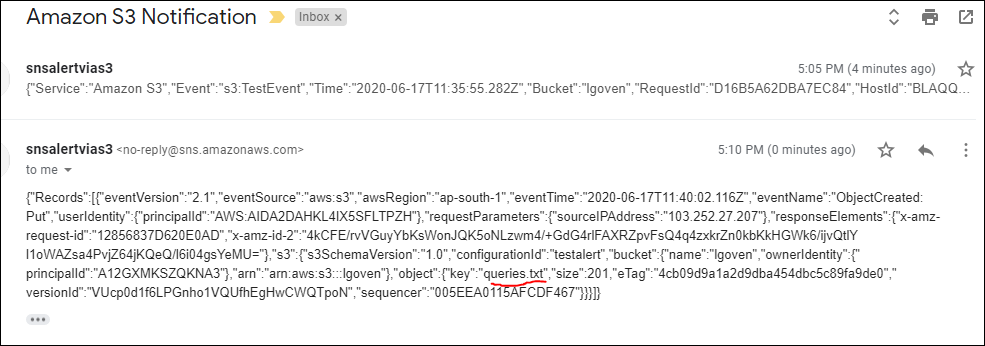 Amazon S3 Notification Inbox x
snsalertvias3 5:05 PM (4 minutes ago)
{"Service":"Amazon S3","Event":"s3:TestEvent","Time":"2020-06-17T11:35:55.282Z","Bucket":"lgoven","RequestId":"D16B5A62DBA7EC84","HostId":"BLAQQ...
snsalertvias3 <no-reply@sns.amazonaws.com> 5:10 PM (0 minutes ago)
to me
{"Records":[{"eventVersion":"2.1","eventSource":"aws:s3","awsRegion":"ap-south-1","eventTime":"2020-06-17T11:40:02.116Z","eventName":"ObjectCreated:
Put","userIdentity":{"principalId":"AWS:AIDA2DAHKL4IX5SFLTPZH"},"requestParameters":{"sourceIPAddress":"103.252.27.207"},"responseElements":{"x-amz-
request-id":"12856837D620E0AD","x-amz-id-2":"4kCFE/rvVGuyYbKsWonJQK5oNLzwm4/+GdG4rlFAXRZpvFsQ4q4zxkrZn0kbKkHGWk6/ijvQtlY
I1oWAZsa4PvjZ64jKQeQ/I6i04gsYeMU="},"s3":{"s3SchemaVersion":"1.0","configurationId":"testalert","bucket":{"name":"lgoven","ownerIdentity":{"
principalId":"A12GXMKSZQKNA3"},"arn":"arn:aws:s3:::lgoven"},"object":{"key":"queries.txt","size":201,"eTag":"4cb09d9a1a2d9dba454dbc5c89fa9de0","
versionId":"VUcp0d1f6LPGnho1VQUfhEgHwCWQTpoN","sequencer":"005EEA0115AFCDF467"}}}]}